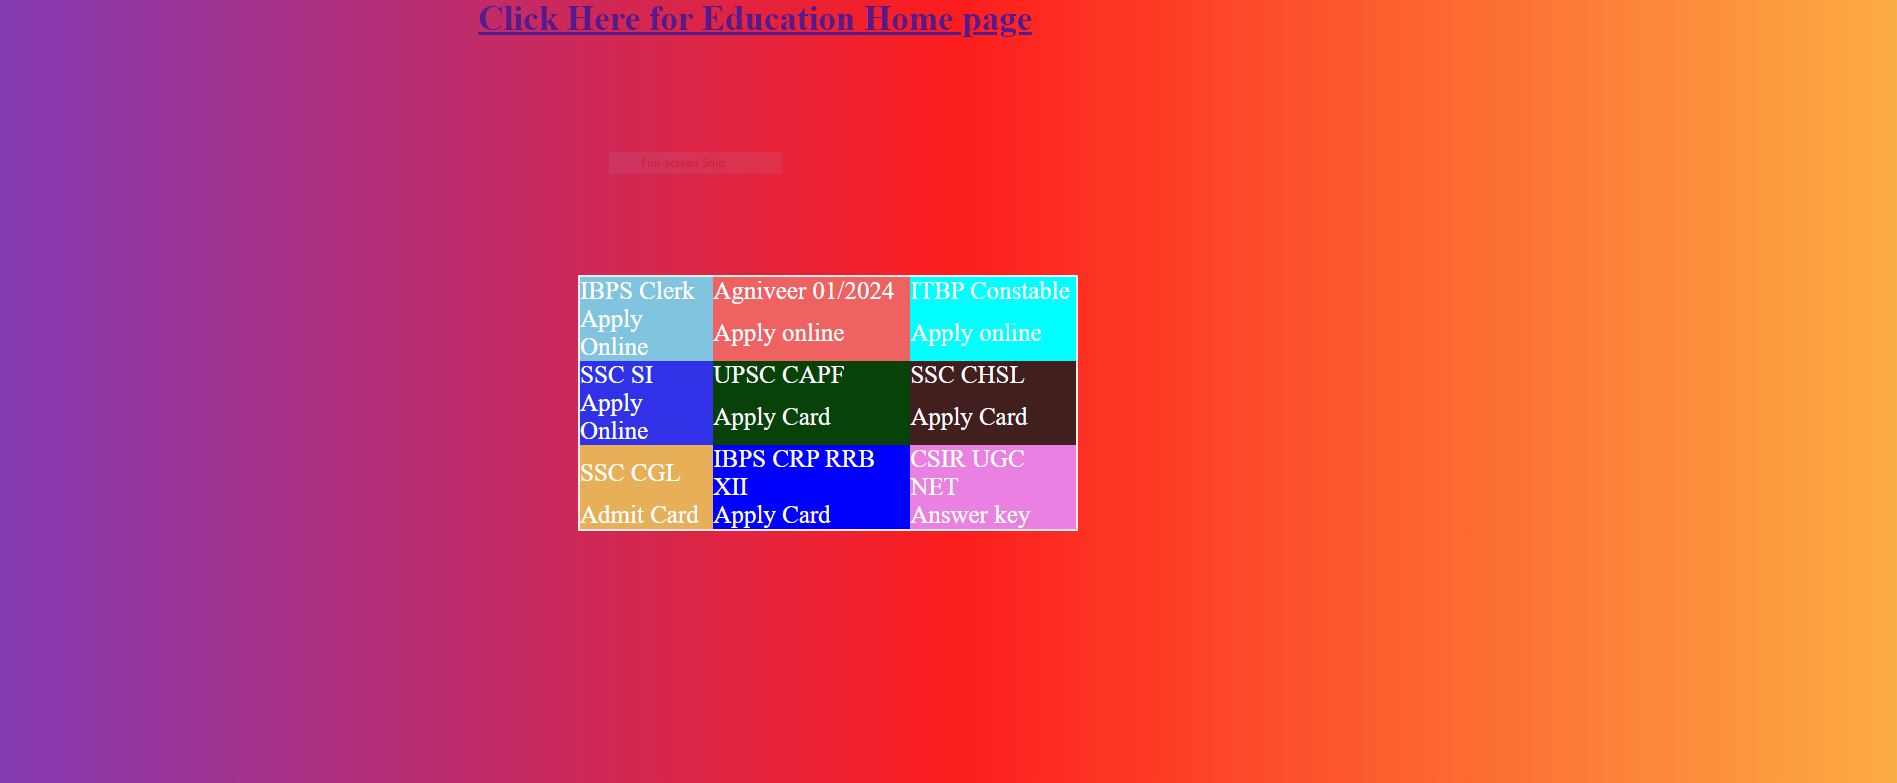 Click Here for Education Home page
Full-screen Snip
IBPS Clerk
Apply
Online
Agniveer 01/2024
Apply online
ITBP Constable
Apply online
SSC SI
Apply
Online
UPSC CAPF
Apply Card
SSC CHSL
Apply Card
SSC CGL
Admit Card
IBPS CRP RRB
XII
Apply Card
CSIR UGC
NET
Answer key